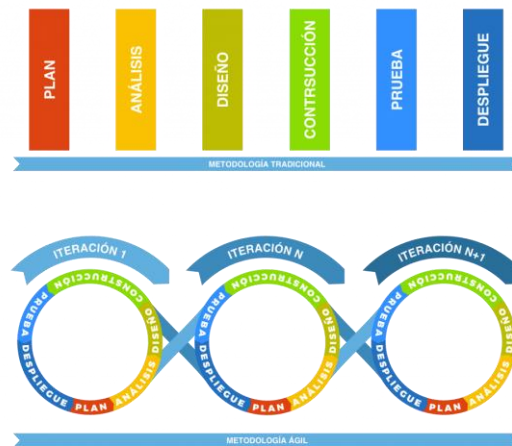 PLAN
ANÁLISIS
DISEÑO
CONTRSUCCIÓN
PRUEBA
DESPLIEGUE
METODOLOGÍA TRADICIONAL
ITERACIÓN 1
ITERACIÓN N
ITERACIÓN N+1
PLAN
ANÁLISIS
DISEÑO
CONSTRUCCIÓN
PRUEBA
DESPLIEGUE
PLAN
ANÁLISIS
DISEÑO
CONSTRUCCIÓN
PRUEBA
DESPLIEGUE
PLAN
ANÁLISIS
DISEÑO
CONSTRUCCIÓN
PRUEBA
DESPLIEGUE
METODOLOGÍA ÁGIL